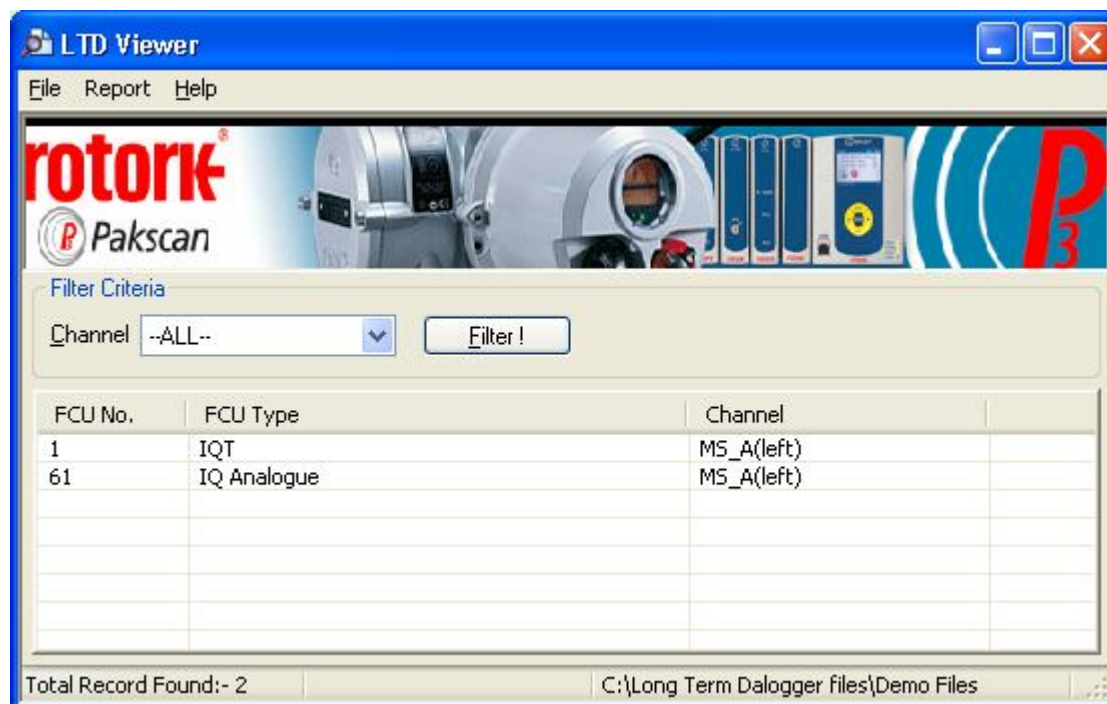 LTD Viewer
File Report Help
rotork®
P Pakscan
P3
Filter Criteria
Channel --ALL-- Filter !
FCU No. FCU Type Channel
1 IQT MS_A(left)
61 IQ Analogue MS_A(left)
Total Record Found:- 2 C:\Long Term Dalogger files\Demo Files